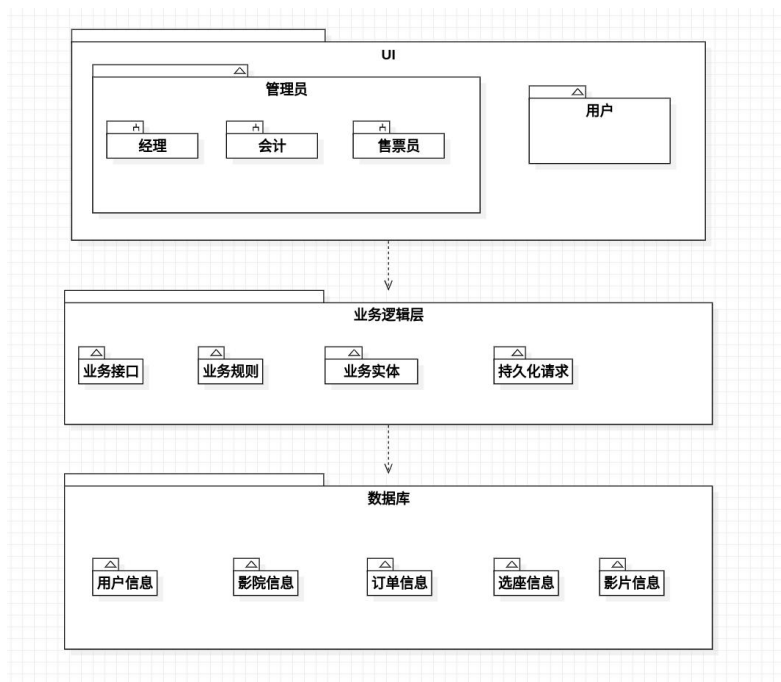 UI
管理员
用户
经理
会计
售票员
业务逻辑层
业务接口
业务规则
业务实体
持久化请求
数据库
用户信息
影院信息
订单信息
选座信息
影片信息